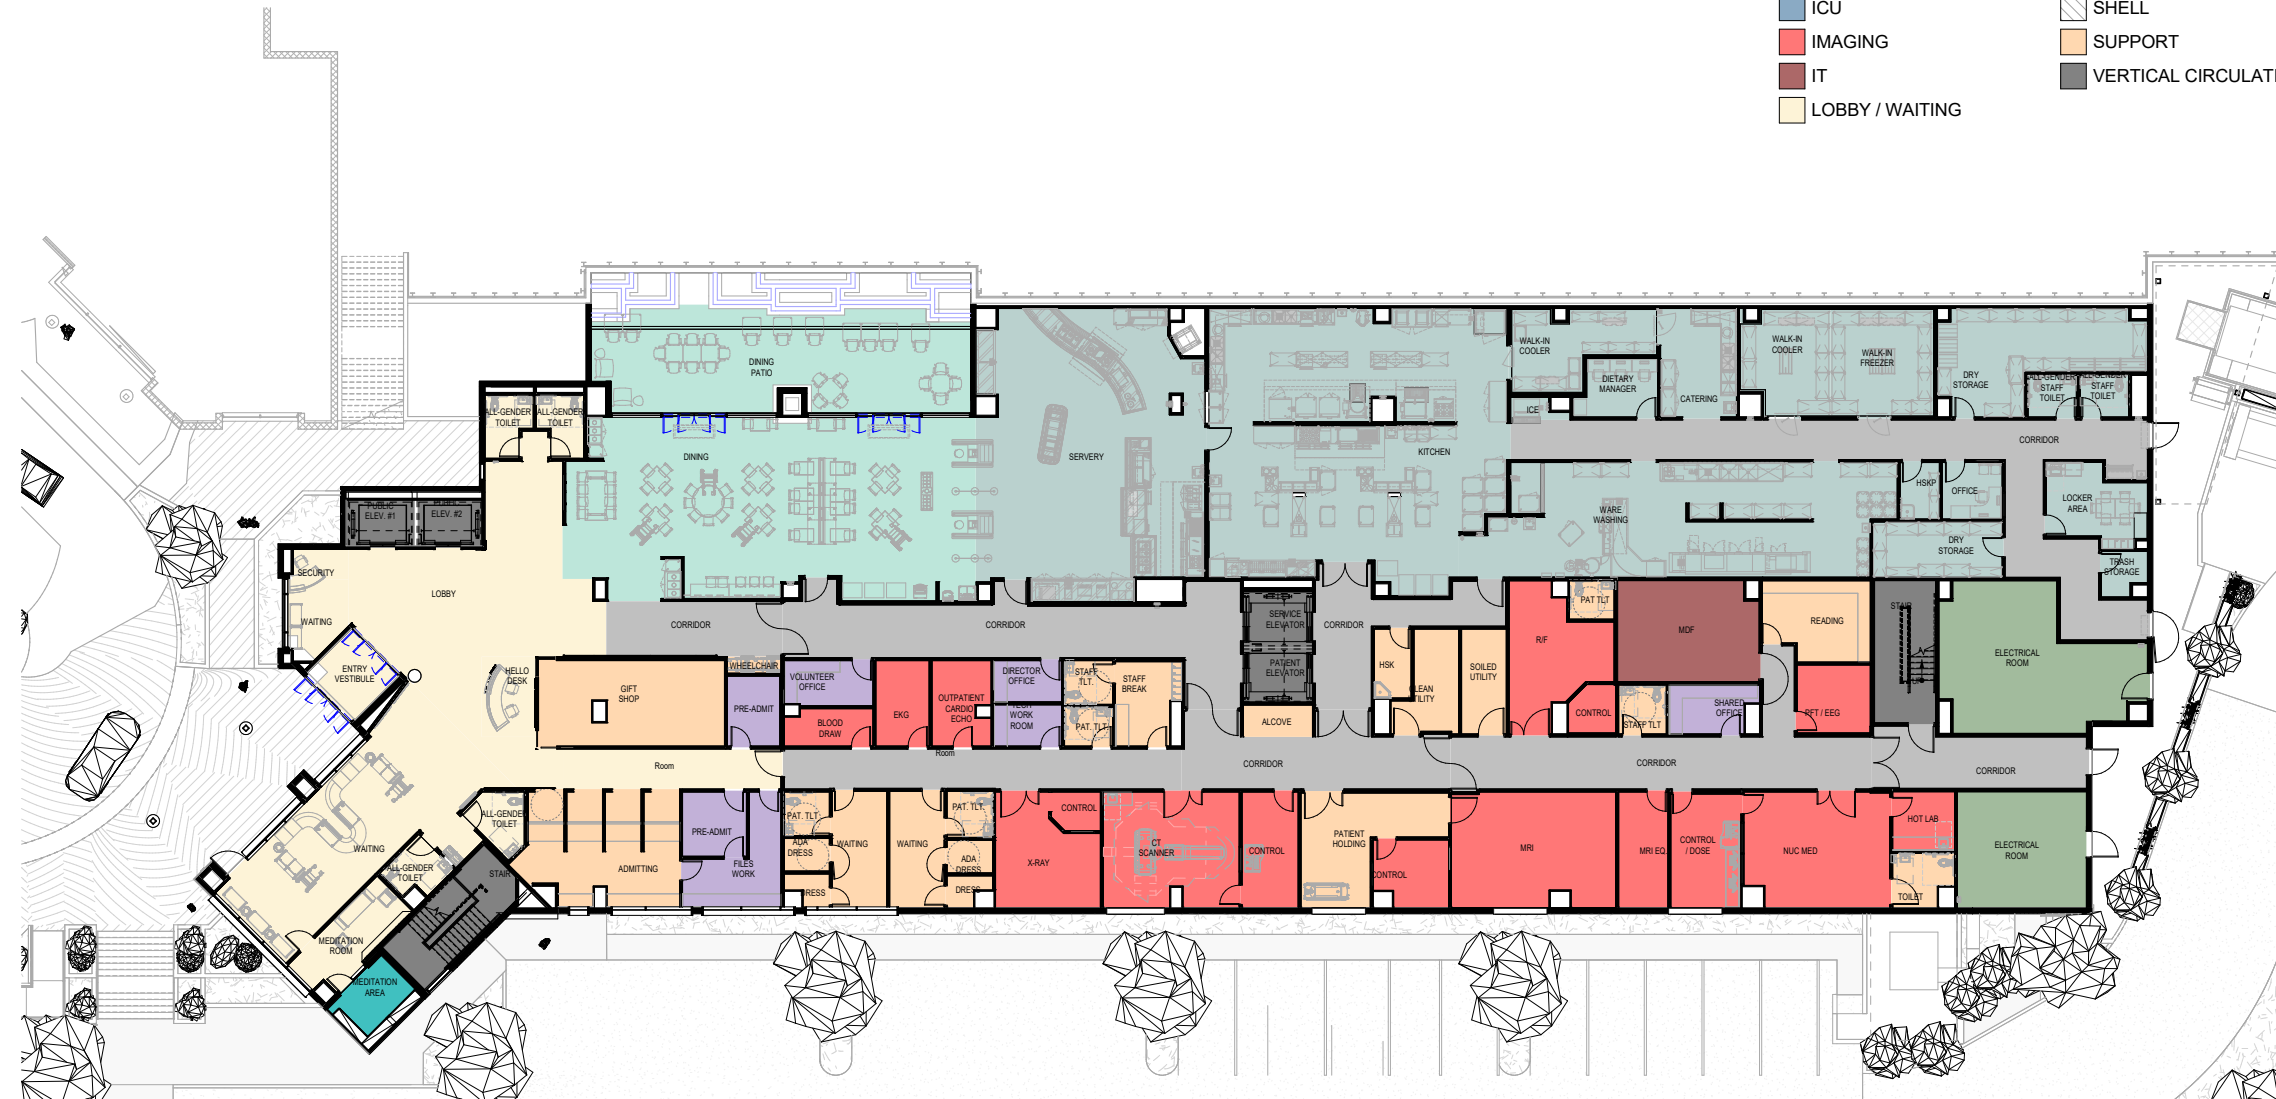 ICU
SHELL
IMAGING
SUPPORT
IT
LOBBY / WAITING
DINING
PATIO
WALK-IN
COOLER
DIETARY
MANAGER
CATERING
ICE
WALK-IN
COOLER
WALK-IN
FREEZER
DRY
STORAGE
STAFF
TOILET
STAFF
TOILET
ALL-GENDER
TOILET
ALL-GENDER
TOILET
DINING
SERVERY
KITCHEN
CORRIDOR
HSKP
OFFICE
LOCKER
AREA
PUBLIC
ELEV. #1
ELEV. #2
WARE
WASHING
DRY
STORAGE
TRASH
STORAGE
SECURITY
LOBBY
WAITING
ENTRY
VESTIBULE
HELLO
DESK
CORRIDOR
CORRIDOR
SERVICE
ELEVATOR
PATIENT
ELEVATOR
CORRIDOR
PAT TLT
R/F
MDF
READING
STAIR
ELECTRICAL
ROOM
WHEELCHAIR
GIFT
SHOP
PRE-ADMIT
VOLUNTEER
OFFICE
BLOOD
DRAW
EKG
OUTPATIENT
CARDIO
ECHO
DIRECTOR
OFFICE
TECH
WORK
ROOM
STAFF
TLT.
PAT. TLT.
STAFF
BREAK
ALCOVE
HSK
SOILED
UTILITY
CONTROL
STAFF TLT
SHARED
OFFICE
PFT / EEG
Room
Room
CORRIDOR
CORRIDOR
CORRIDOR
WAITING
ALL-GENDER
TOILET
ALL-GENDER
TOILET
STAIR
MEDITATION
ROOM
MEDITATION
AREA
ADMITTING
PRE-ADMIT
FILES
WORK
PAT. TLT.
ADA
DRESS
DRESS
WAITING
WAITING
PAT. TLT.
ADA
DRESS
DRESS
X-RAY
CONTROL
CT
SCANNER
CONTROL
PATIENT
HOLDING
CONTROL
MRI
MRI EQ.
CONTROL
/ DOSE
NUC MED
HOT LAB
TOILET
ELECTRICAL
ROOM